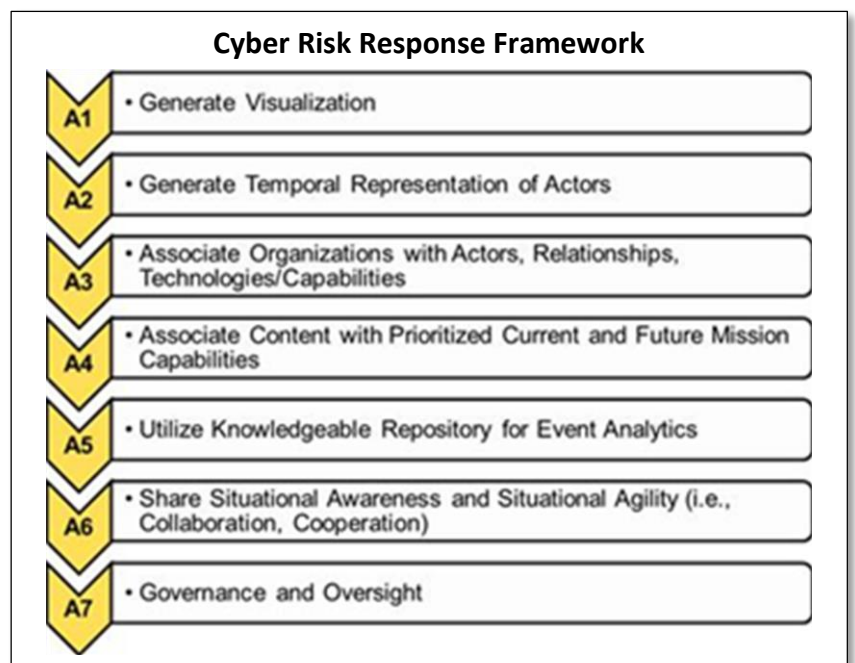 Cyber Risk Response Framework
A1
• Generate Visualization
A2
• Generate Temporal Representation of Actors
A3
• Associate Organizations with Actors, Relationships,
Technologies/Capabilities
A4
• Associate Content with Prioritized Current and Future Mission
Capabilities
A5
• Utilize Knowledgeable Repository for Event Analytics
A6
• Share Situational Awareness and Situational Agility (i.e.,
Collaboration, Cooperation)
A7
• Governance and Oversight